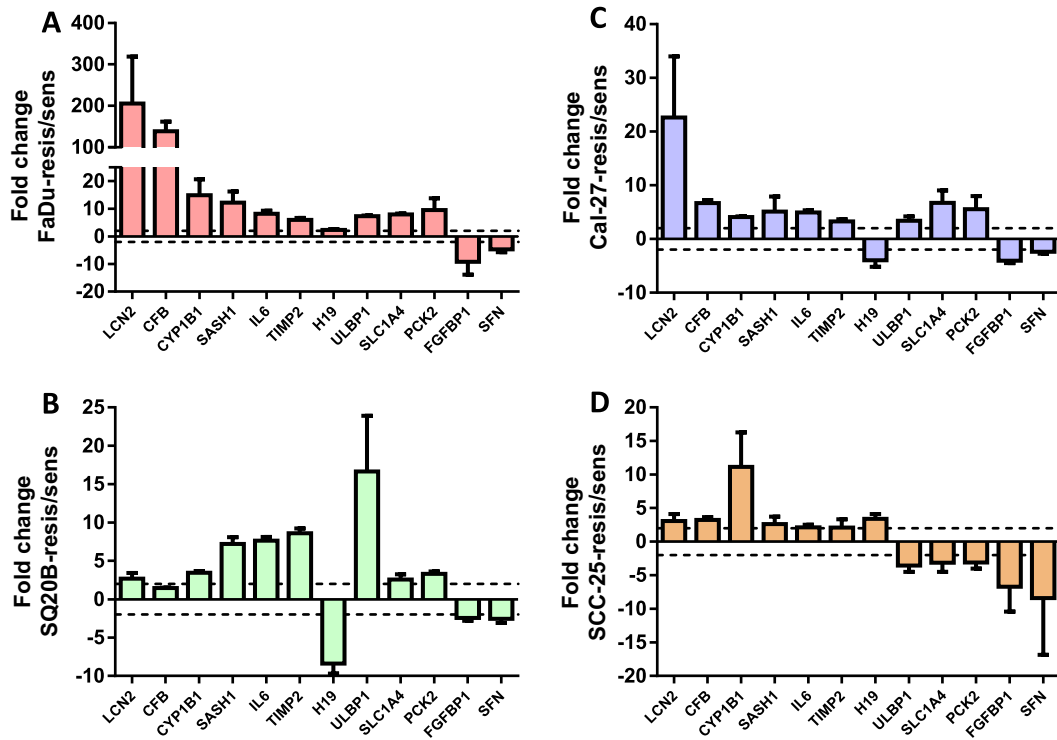 A
Fold change
FaDu-resis/sens
400
300
200
100
20
10
0
-10
-20
LCN2
CFB
CYP1B1
SASH1
IL6
TIMP2
H19
ULBP1
SLC1A4
PCK2
FGFBP1
SFN
C
Fold change
Cal-27-resis/sens
40
30
20
10
0
-10
LCN2
CFB
CYP1B1
SASH1
IL6
TIMP2
H19
ULBP1
SLC1A4
PCK2
FGFBP1
SFN
B
Fold change
SQ20B-resis/sens
25
20
15
10
5
0
-5
-10
LCN2
CFB
CYP1B1
SASH1
IL6
TIMP2
H19
ULBP1
SLC1A4
PCK2
FGFBP1
SFN
D
Fold change
SCC-25-resis/sens
20
15
10
5
0
-5
-10
-15
-20
LCN2
CFB
CYP1B1
SASH1
IL6
TIMP2
H19
ULBP1
SLC1A4
PCK2
FGFBP1
SFN